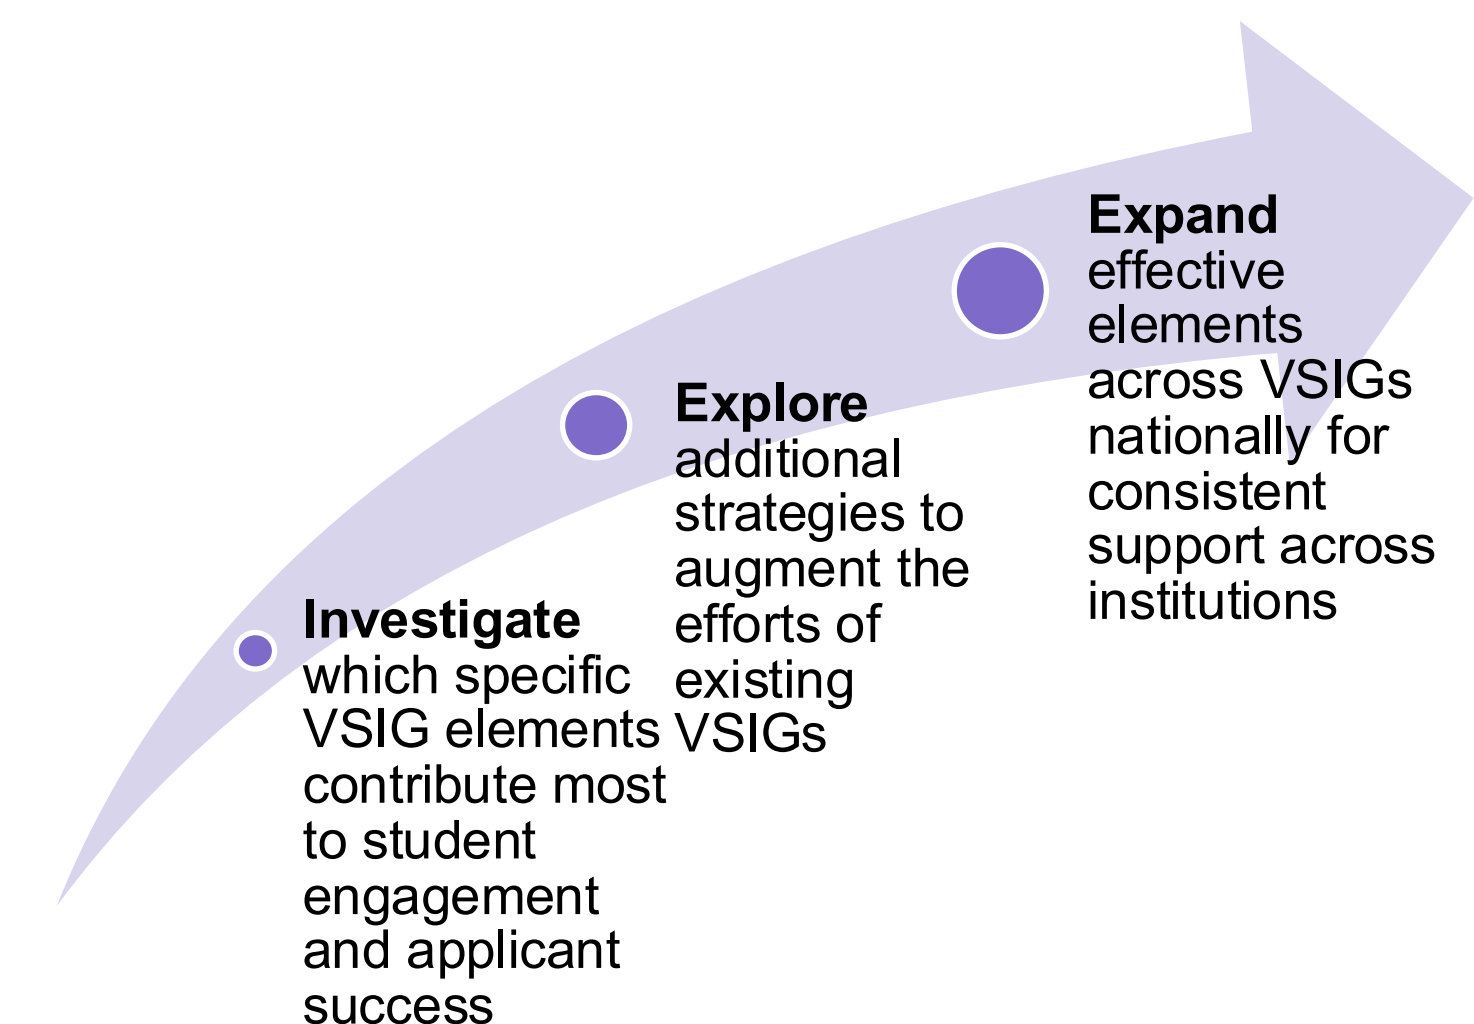 Investigate
which specific
VSIG elements
contribute most
to student
engagement
and applicant
success
Explore
additional
strategies to
augment the
efforts of
existing
VSIGs
Expand
effective
elements
across VSIGs
nationally for
consistent
support across
institutions